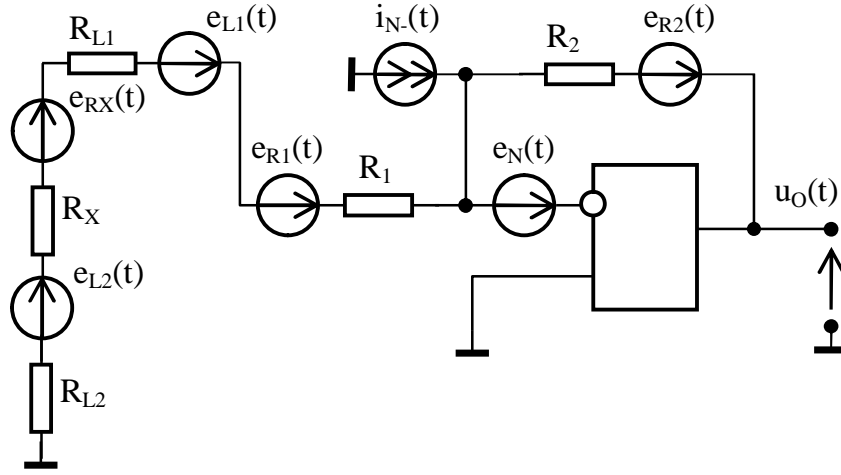 R_L1
e_L1(t)
i_N-(t)
R_2
e_R2(t)
e_RX(t)
e_R1(t)
R_1
e_N(t)
R_X
u_O(t)
e_L2(t)
R_L2